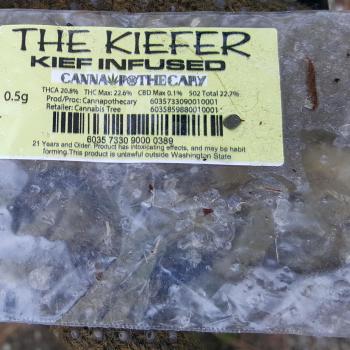 THE KIEFER
KIEF INFUSED
CANNAPOTHECARY
0.5g
THCA 20.8% THC Max: 22.6% CBD Max 0.1% 502 Total 22.7%
Prod/Proc: Cannapothecary 6035733090010001
Retailer: Cannabis Tree 6035859880010001
6035 7330 9000 0389
21 Years and Older. Product has intoxicating effects, and may be habit
forming.This product is unlawful outside Washington State